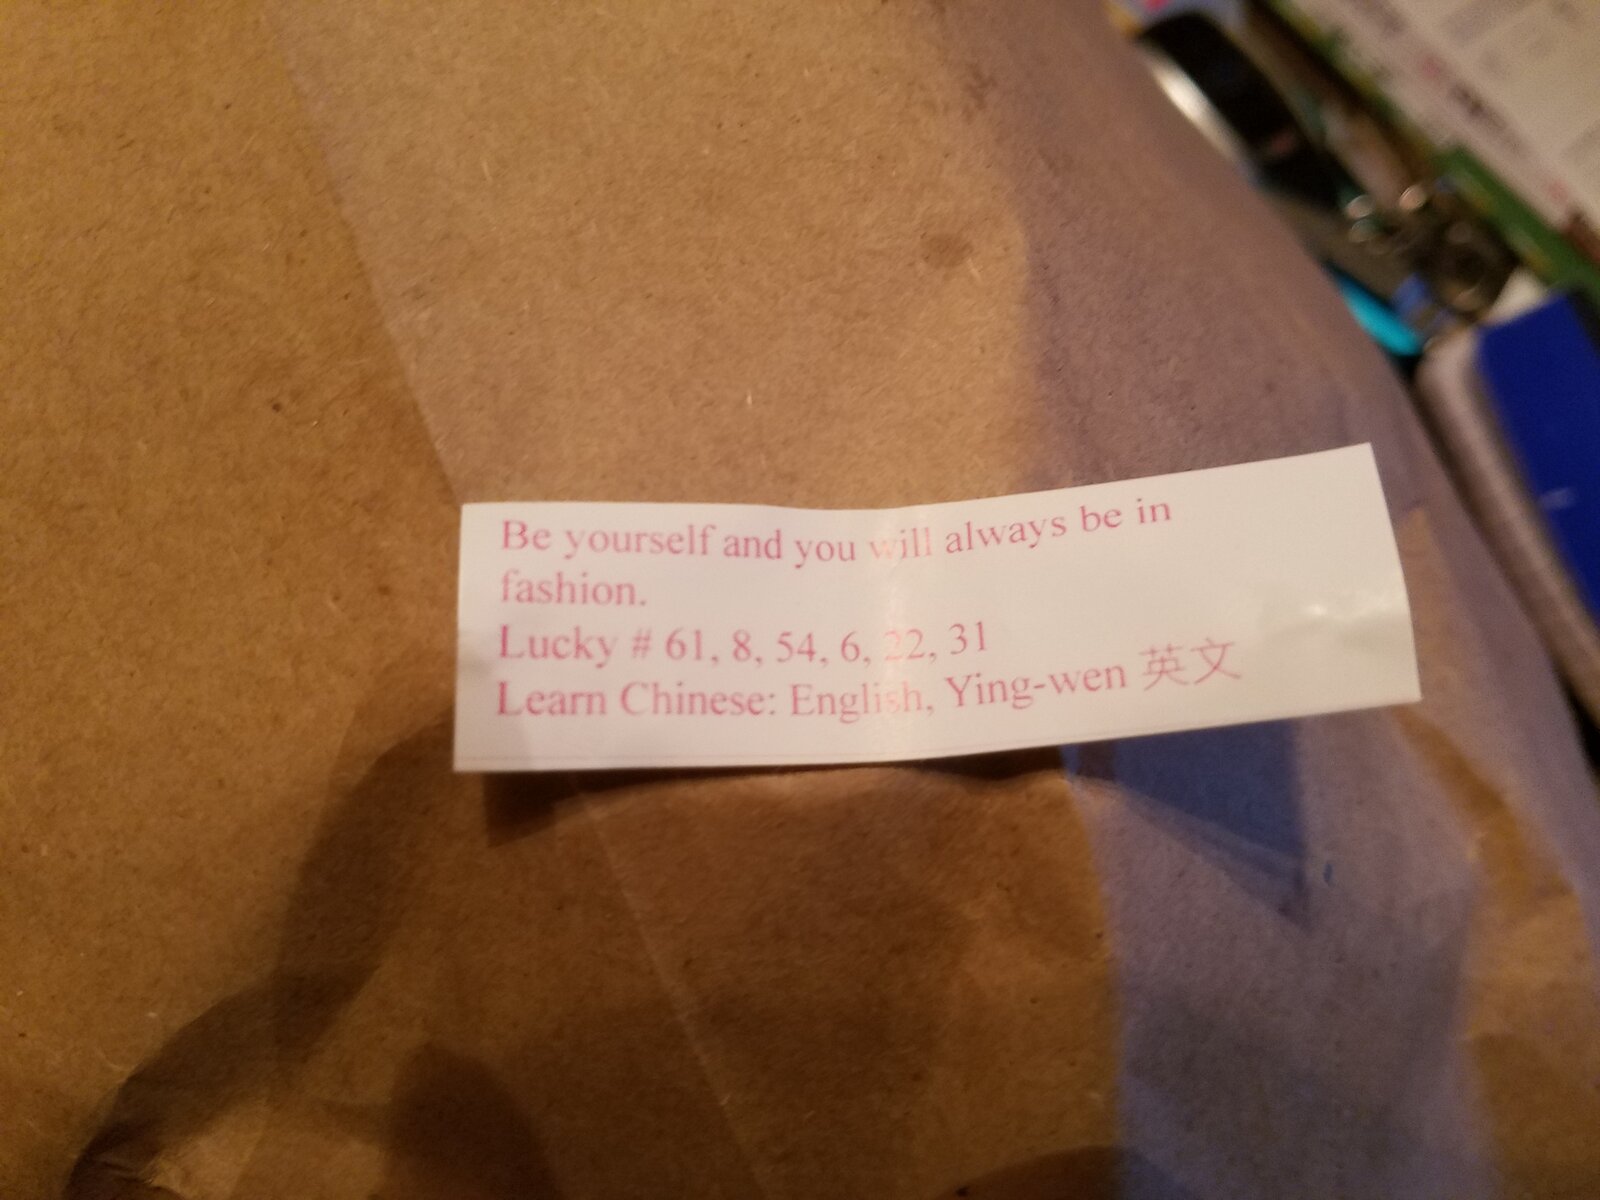 Be yourself and you will always be in
fashion.
Lucky # 61, 8, 54, 6, 22, 31
Learn Chinese: English, Ying-wen 英文